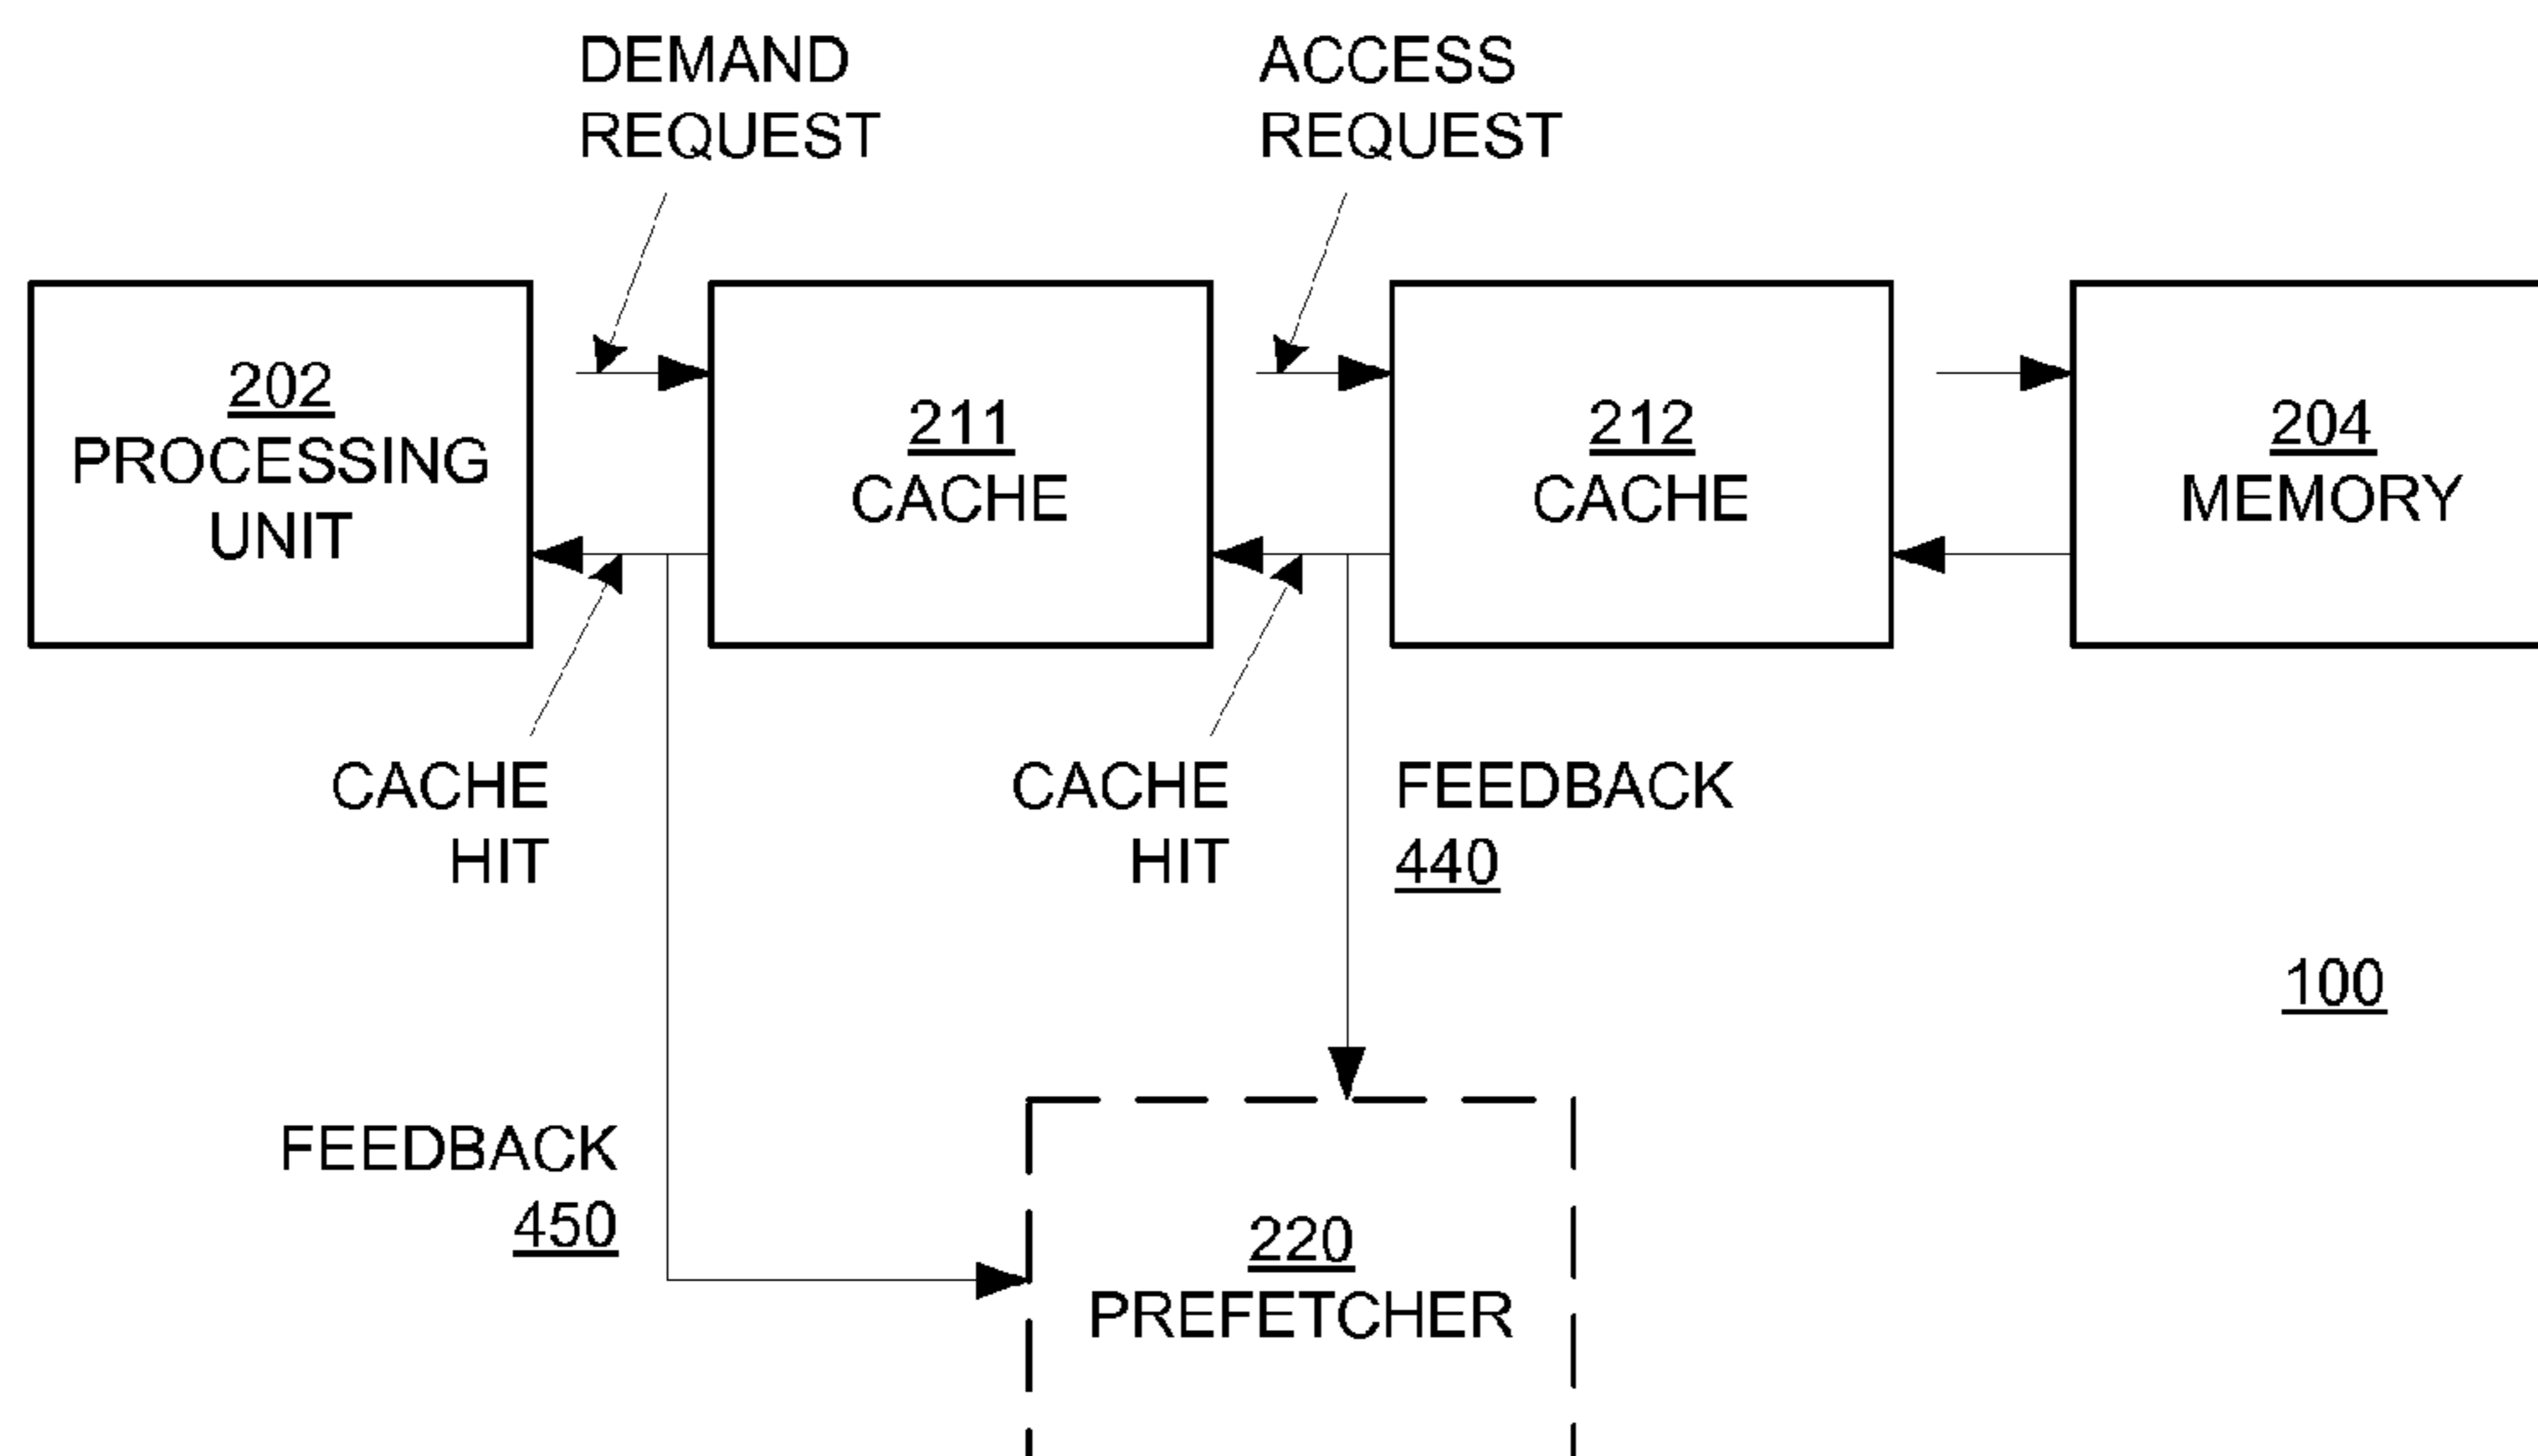 DEMAND
REQUEST
ACCESS
REQUEST
202
PROCESSING
UNIT
211
CACHE
212
CACHE
204
MEMORY
CACHE
HIT
CACHE
HIT
FEEDBACK
440
100
FEEDBACK
450
220
PREFETCHER